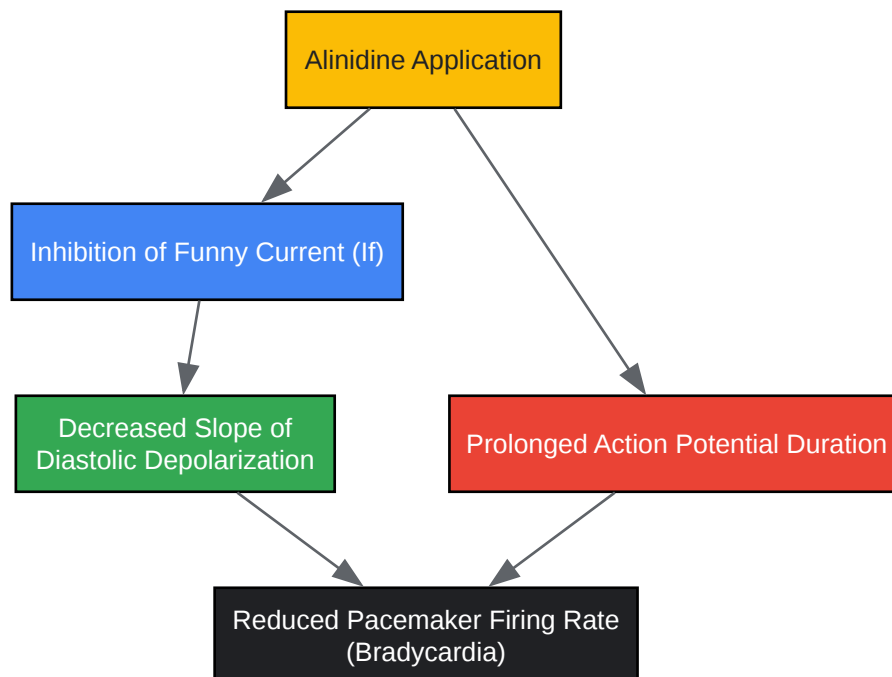 Alinidine Application
Inhibition of Funny Current (If)
Decreased Slope of
Diastolic Depolarization
Prolonged Action Potential Duration
Reduced Pacemaker Firing Rate
(Bradycardia)